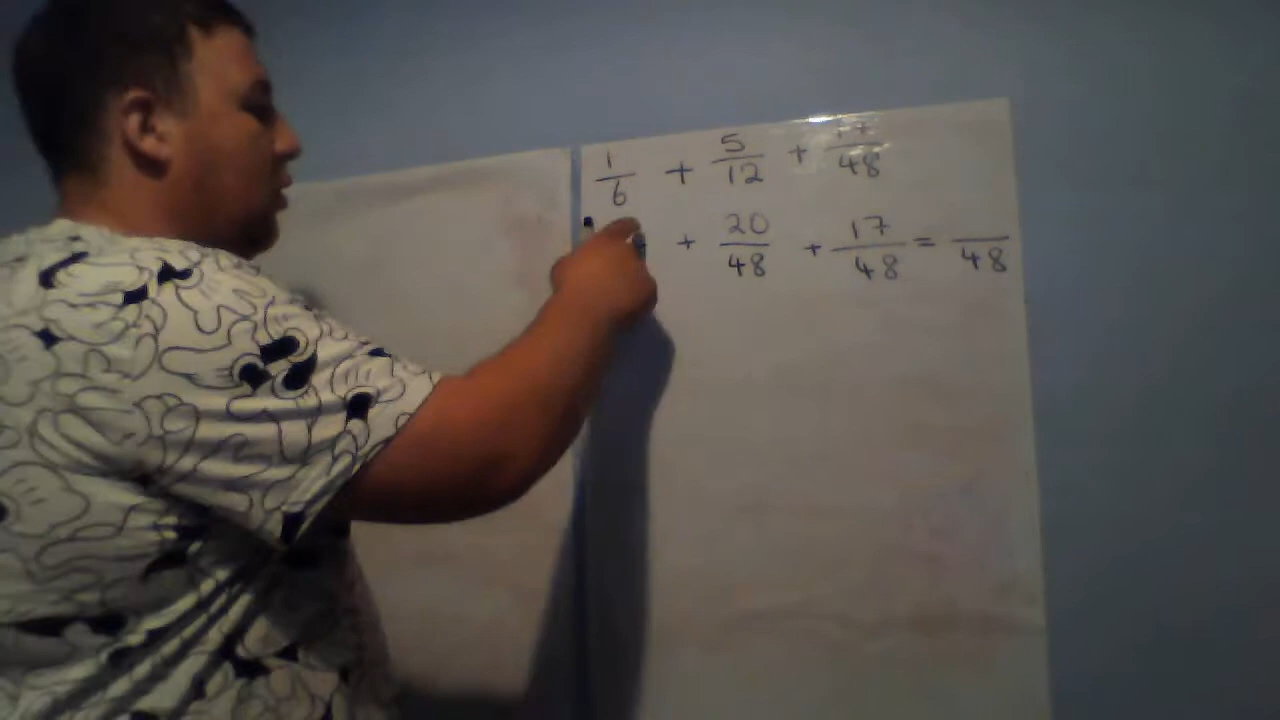 1/6 + 5/12 + 17/48
+ 20/48 + 17/48 = /48